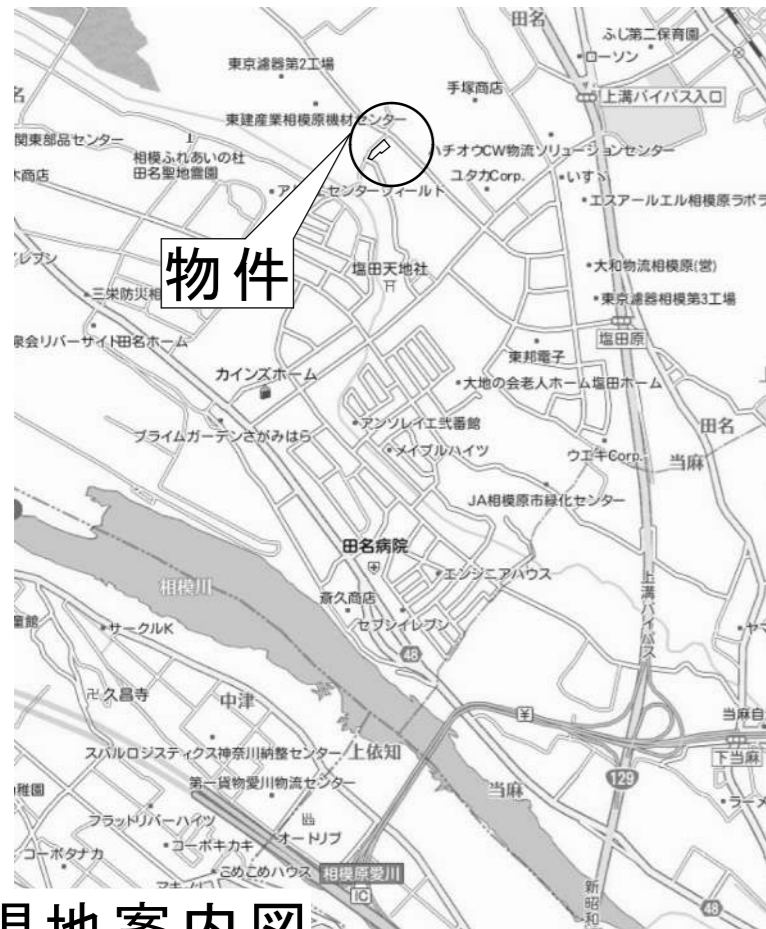 田名
ふじ第二保育園
ローソン
東京濾器第2工場
手塚商店
上溝バイパス入口
東建産業相模原機材センター
関東部品センター
相模ふれあいの杜
田名聖地霊園
ハチオウCW物流ソリューションセンター
ユタカCorp.
いすゞ
エスアールエル相模原ラボラ
センターフィールド
物件
塩田天地社
大和物流相模原(営)
三栄防災相
東京濾器相模第3工場
泉会リバーサイド田名ホーム
塩田原
東邦電子
カインズホーム
大地の会老人ホーム塩田ホーム
アンソレイエ弐番館
プライムガーデンさがみはら
メイプルハイツ
ウエキCorp.
田名
当麻
JA相模原市緑化センター
田名病院
エンジニアハウス
相模川
斎久商店
セブンイレブン
上溝バイパス
サークルK
48
卍久昌寺
中津
¥
当麻自
スバルロジスティクス神奈川納整センター
上依知
下当麻
第一貨物愛川物流センター
当麻
129
ラーメ
フラットリバーハイツ
コーポキカキ
オートリブ
コーポタナカ
こめこめハウス
相模原愛川
IC
新昭和
48
現地案内図